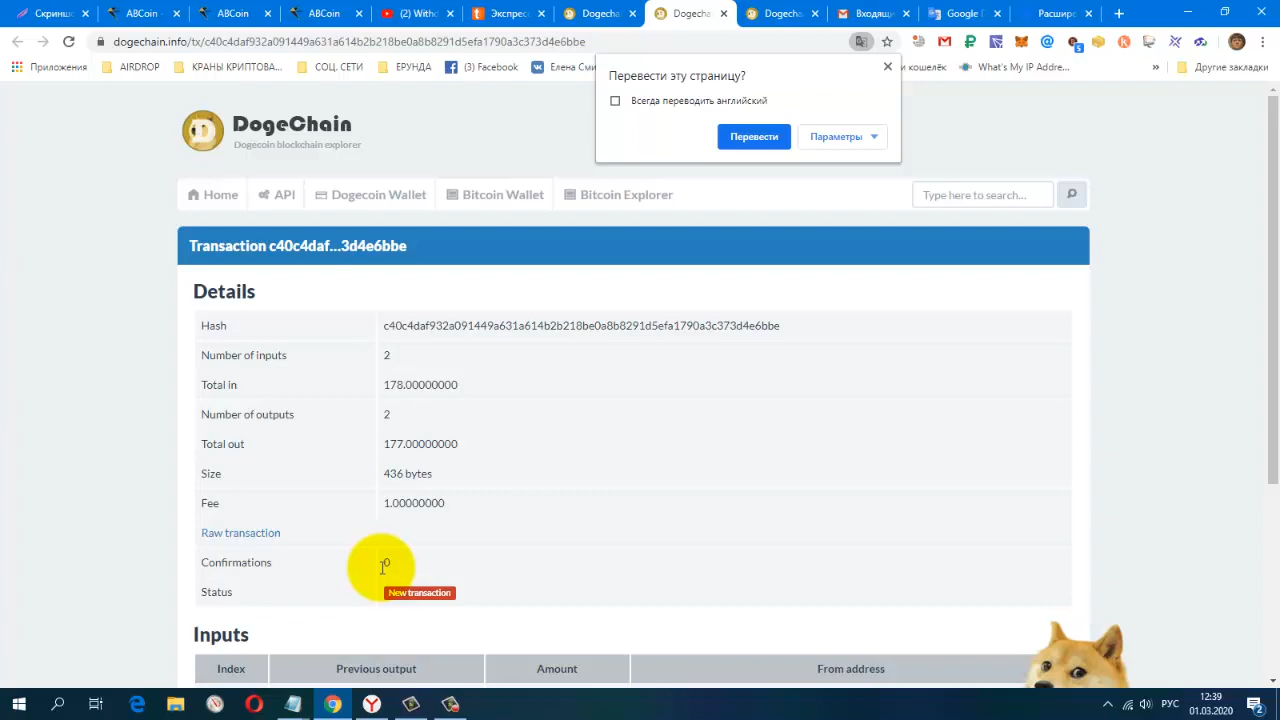 Скриншо
ABCoin -
ABCoin
ABCoin
(2) Withd
Экспрес
Dogecha
Dogecha
Dogecha
Входящи
Google П
Расшире
dogechain.info/tx/c40c4daf932a091449a631a614b2b218be0a8b8291d5efa1790a3c373d4e6bbe
5
Приложения
AIRDROP
КРАНЫ КРИПТОВА...
СОЦ. СЕТИ
ЕРУНДА
(3) Facebook
Елена Сми
кошелёк
What's My IP Addre...
»
Другие закладки
Перевести эту страницу?
Всегда переводить английский
Перевести
Параметры
DogeChain
Dogecoin blockchain explorer
Home
API
Dogecoin Wallet
Bitcoin Wallet
Bitcoin Explorer
Type here to search...
Transaction c40c4daf...3d4e6bbe
Details
Hash c40c4daf932a091449a631a614b2b218be0a8b8291d5efa1790a3c373d4e6bbe
Number of inputs 2
Total in 178.00000000
Number of outputs 2
Total out 177.00000000
Size 436 bytes
Fee 1.00000000
Raw transaction
Confirmations 0
Status New transaction
Inputs
Index Previous output Amount From address
РУС
12:39
01.03.2020
2